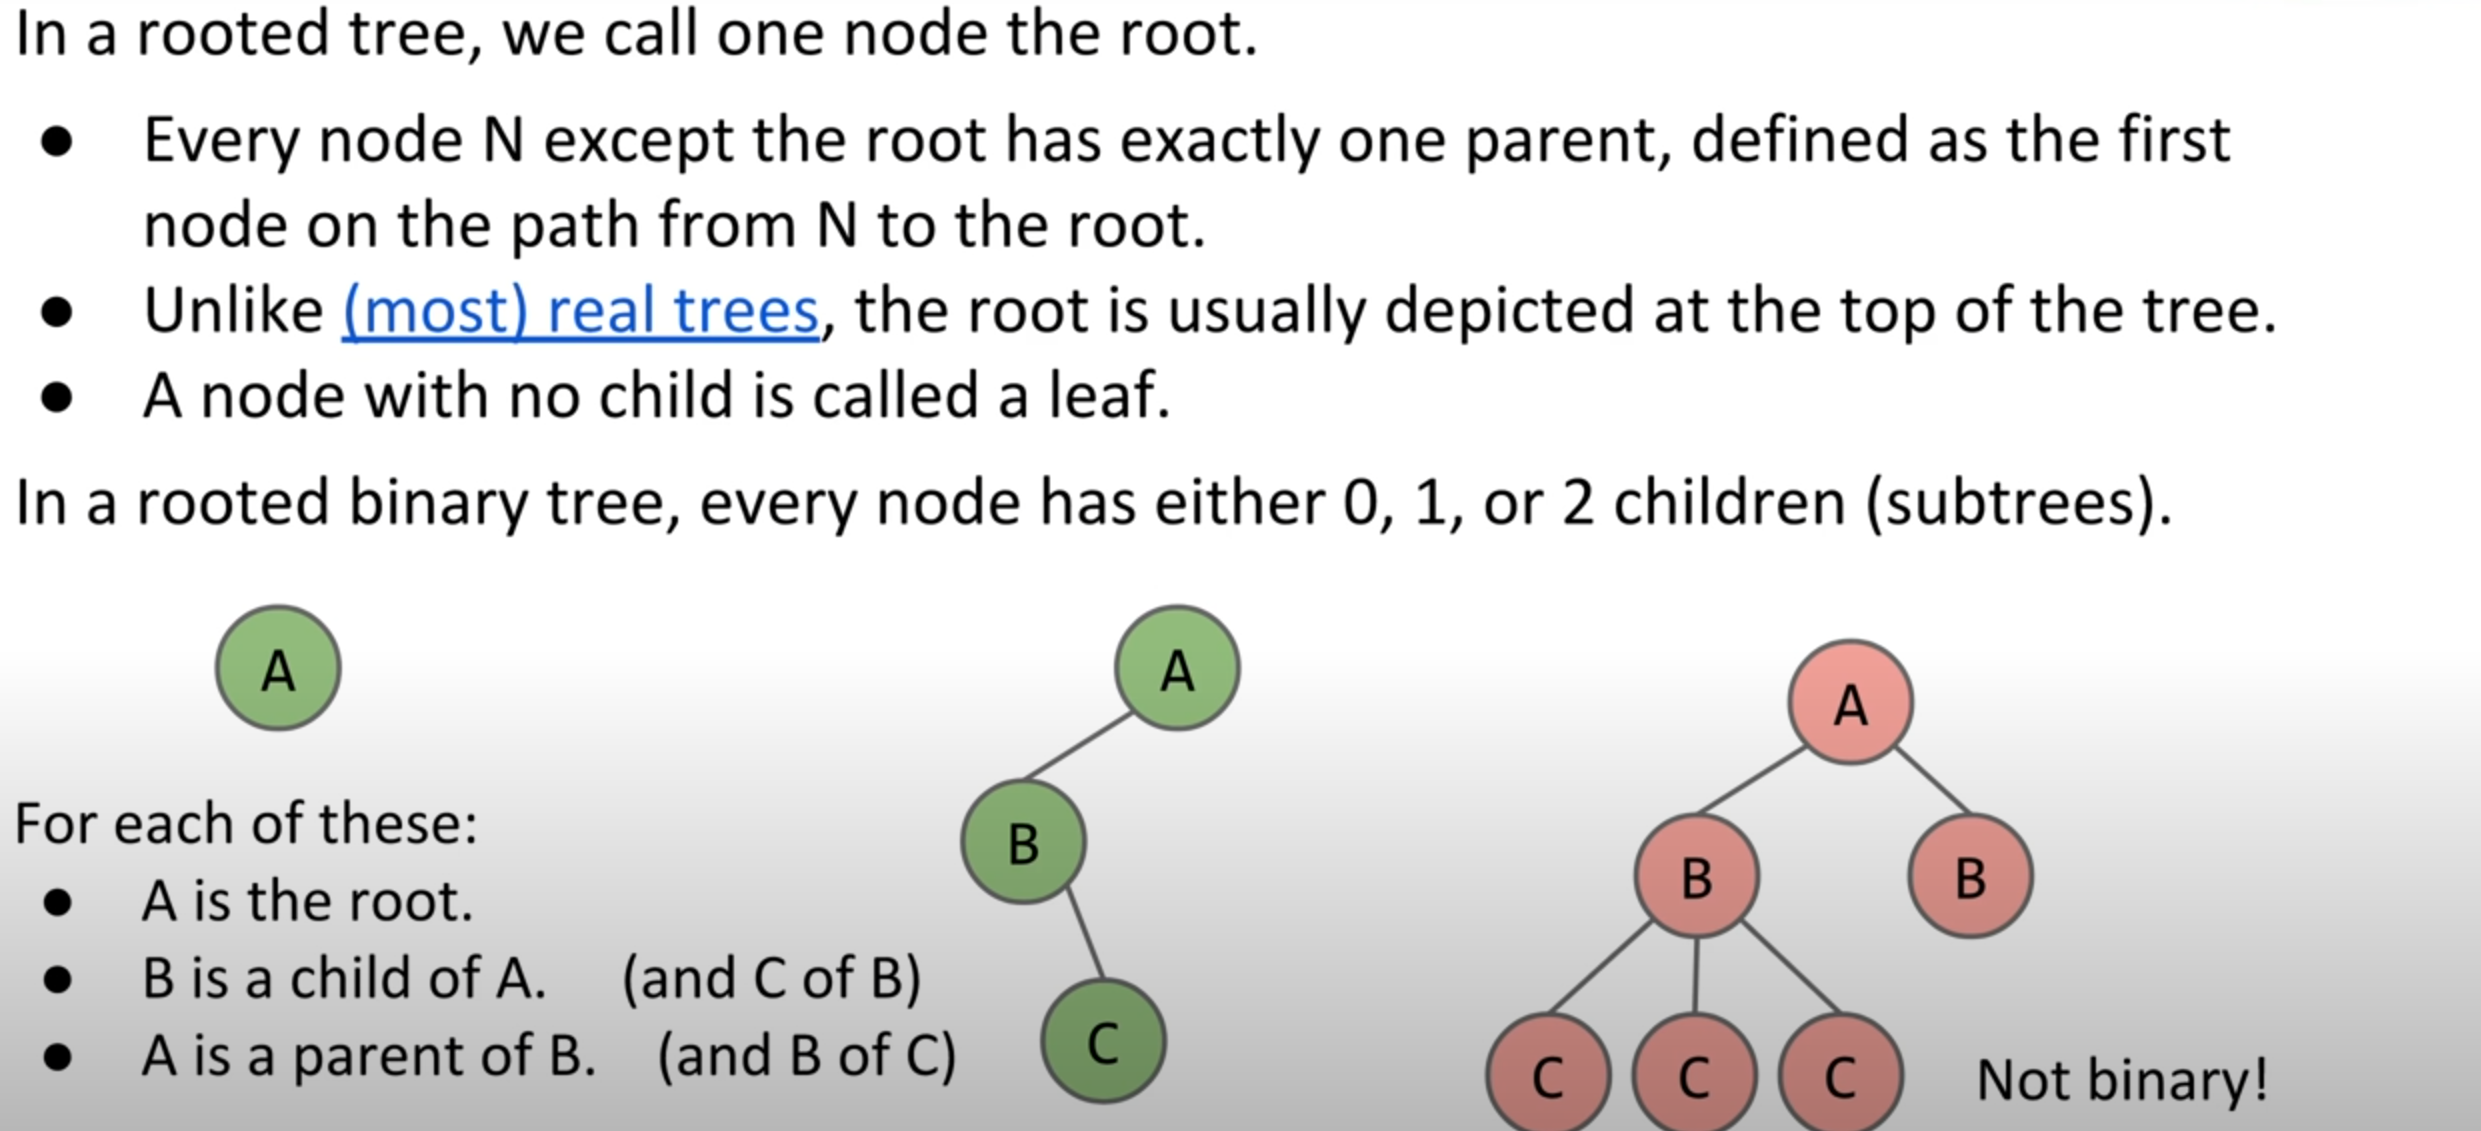 In a rooted tree, we call one node the root.
● Every node N except the root has exactly one parent, defined as the first
node on the path from N to the root.
● Unlike (most) real trees, the root is usually depicted at the top of the tree.
● A node with no child is called a leaf.
In a rooted binary tree, every node has either 0, 1, or 2 children (subtrees).
A
For each of these:
● A is the root.
● B is a child of A. (and C of B)
● A is a parent of B. (and B of C)
A
B
C
A
B B
C C C
Not binary!